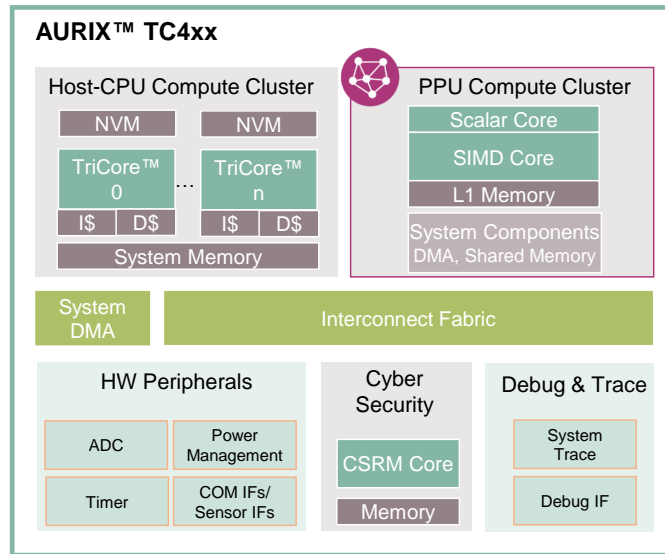 AURIX™ TC4xx
Host-CPU Compute Cluster
NVM
NVM
TriCore™
0
...
TriCore™
n
I$
D$
I$
D$
System Memory
PPU Compute Cluster
Scalar Core
SIMD Core
L1 Memory
System Components
DMA, Shared Memory
System
DMA
Interconnect Fabric
HW Peripherals
ADC
Power
Management
Timer
COM IFs/
Sensor IFs
Cyber
Security
CSRM Core
Memory
Debug & Trace
System
Trace
Debug IF